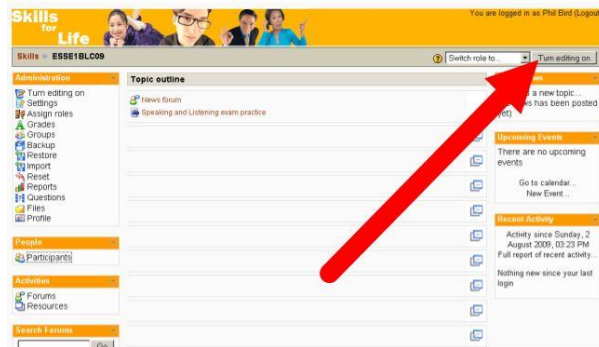 Skills
for
Life
You are logged in as Phil Bird (Logout
Skills ► ESSE1BLC09
Switch role to...
Turn editing on
Administration
Turn editing on
Settings
Assign roles
Grades
Groups
Backup
Restore
Import
Reset
Reports
Questions
Files
Profile
People
Participants
Activities
Forums
Resources
Search Forums
Go
Topic outline
News forum
Speaking and Listening exam practice
a new topic...
ws has been posted
yet)
Upcoming Events
There are no upcoming
events
Go to calendar...
New Event...
Recent Activity
Activity since Sunday, 2
August 2009, 03:23 PM
Full report of recent activity...
Nothing new since your last
login